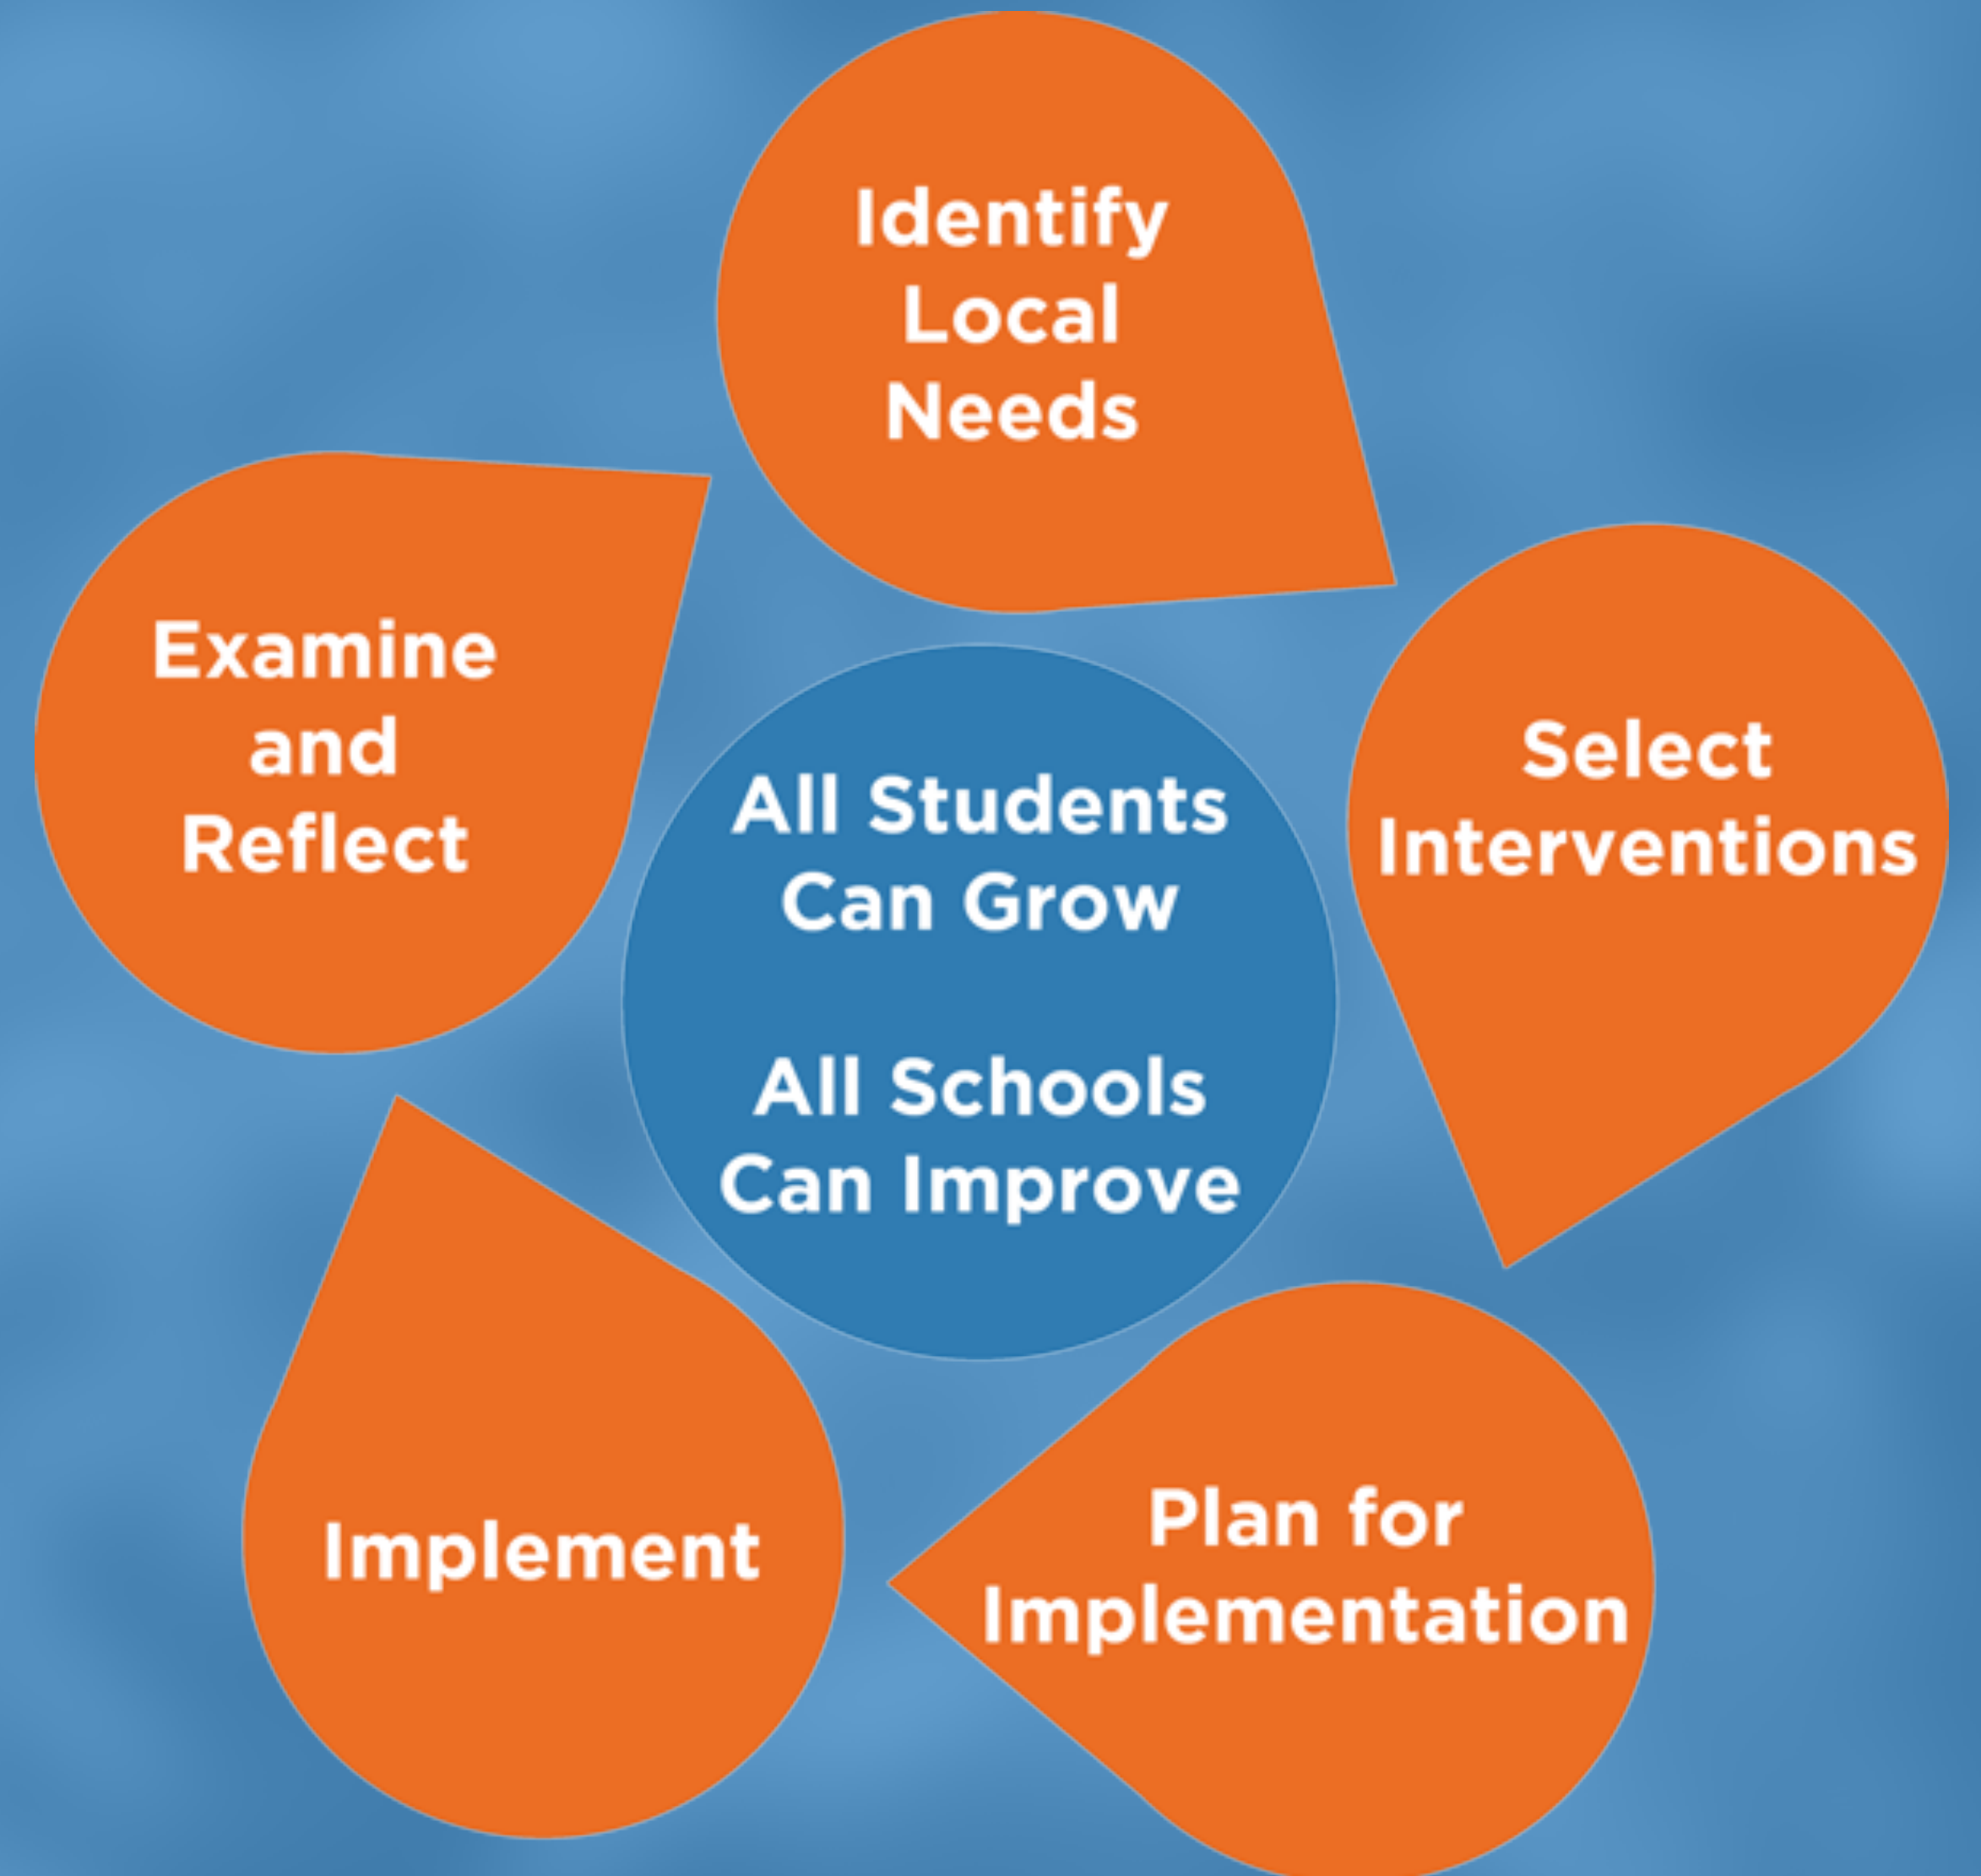 Identify
Local
Needs
Select
Interventions
Plan for
Implementation
Implement
Examine
and
Reflect
All Students
Can Grow
All Schools
Can Improve